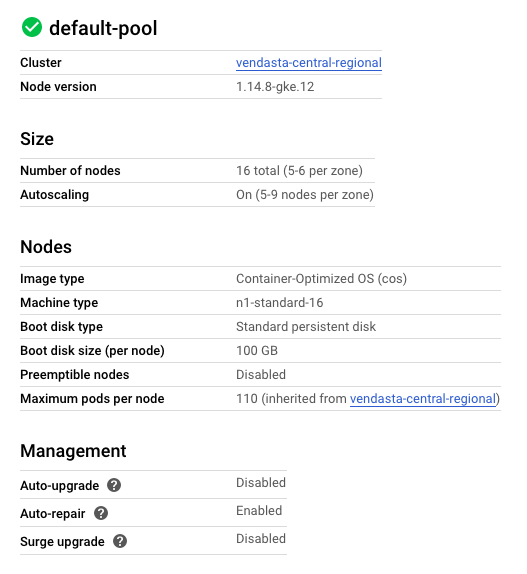 default-pool
Cluster vendasta-central-regional
Node version 1.14.8-gke.12
Size
Number of nodes 16 total (5-6 per zone)
Autoscaling On (5-9 nodes per zone)
Nodes
Image type Container-Optimized OS (cos)
Machine type n1-standard-16
Boot disk type Standard persistent disk
Boot disk size (per node) 100 GB
Preemptible nodes Disabled
Maximum pods per node 110 (inherited from vendasta-central-regional)
Management
Auto-upgrade ? Disabled
Auto-repair ? Enabled
Surge upgrade ? Disabled